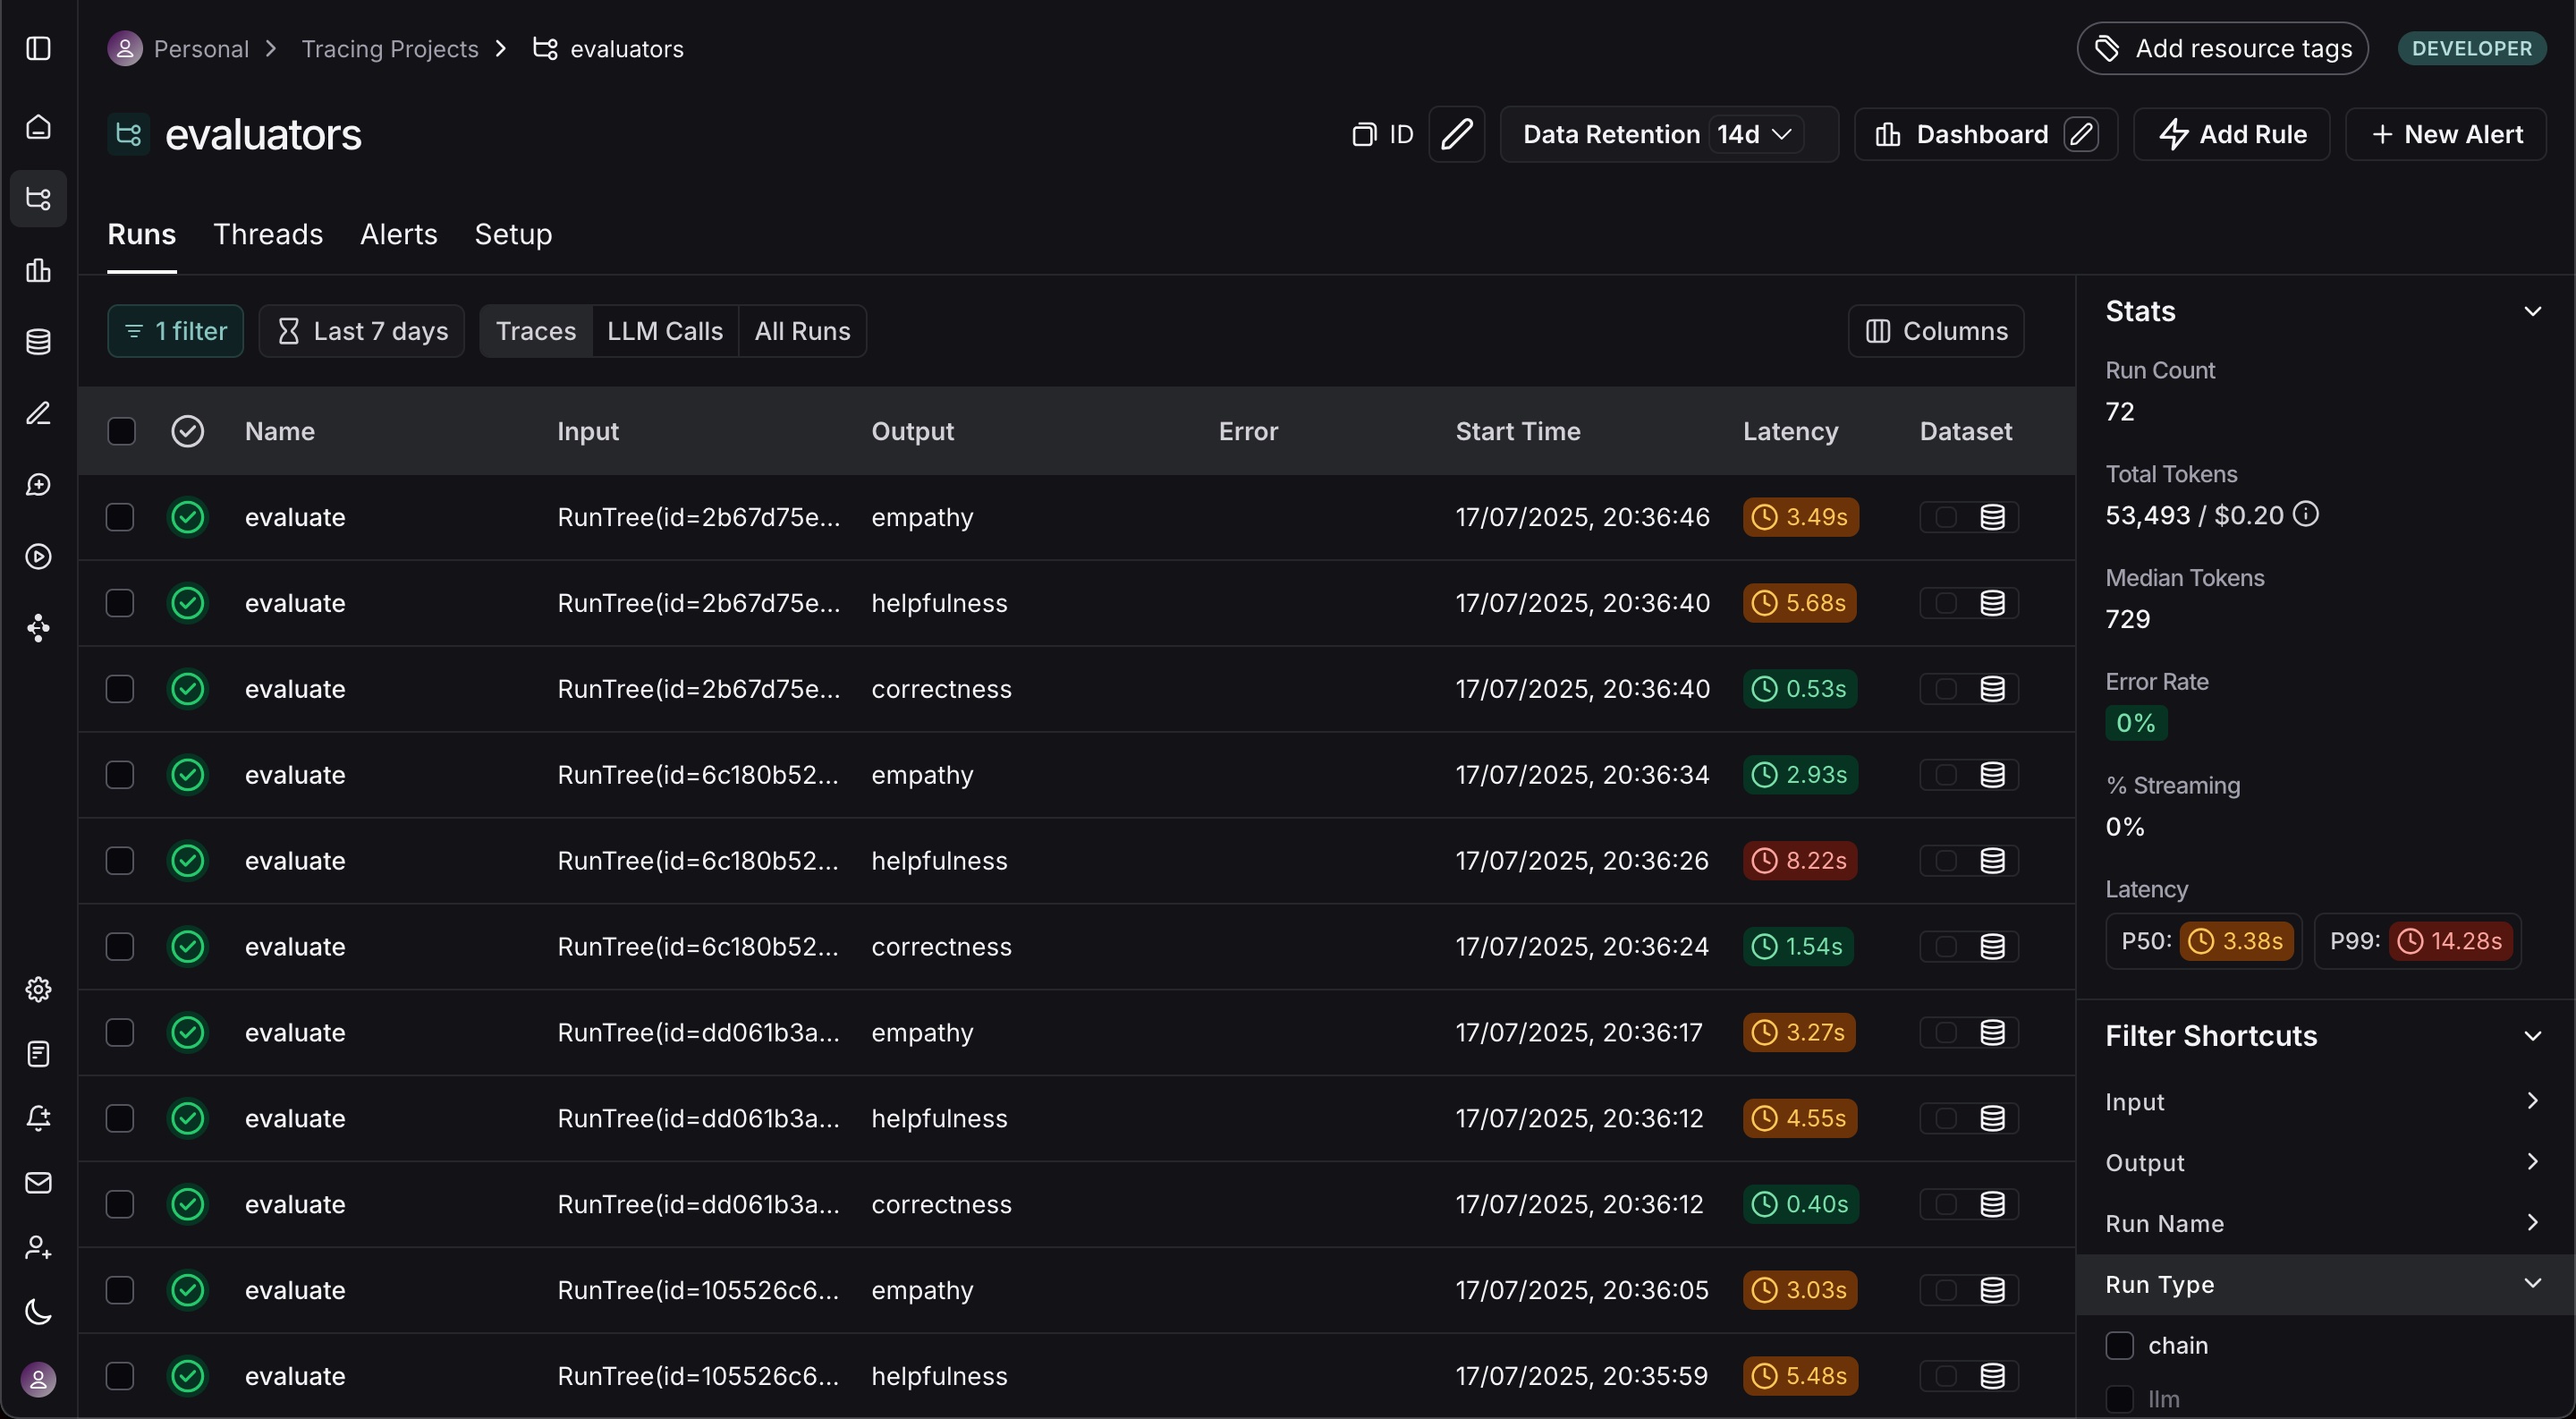 Personal > Tracing Projects > evaluators
Add resource tags
DEVELOPER
evaluators
ID
Data Retention 14d
Dashboard
Add Rule
+ New Alert
Runs Threads Alerts Setup
1 filter
Last 7 days
Traces LLM Calls All Runs
Columns
Name Input Output Error Start Time Latency Dataset
evaluate RunTree(id=2b67d75e... empathy 17/07/2025, 20:36:46 3.49s
evaluate RunTree(id=2b67d75e... helpfulness 17/07/2025, 20:36:40 5.68s
evaluate RunTree(id=2b67d75e... correctness 17/07/2025, 20:36:40 0.53s
evaluate RunTree(id=6c180b52... empathy 17/07/2025, 20:36:34 2.93s
evaluate RunTree(id=6c180b52... helpfulness 17/07/2025, 20:36:26 8.22s
evaluate RunTree(id=6c180b52... correctness 17/07/2025, 20:36:24 1.54s
evaluate RunTree(id=dd061b3a... empathy 17/07/2025, 20:36:17 3.27s
evaluate RunTree(id=dd061b3a... helpfulness 17/07/2025, 20:36:12 4.55s
evaluate RunTree(id=dd061b3a... correctness 17/07/2025, 20:36:12 0.40s
evaluate RunTree(id=105526c6... empathy 17/07/2025, 20:36:05 3.03s
evaluate RunTree(id=105526c6... helpfulness 17/07/2025, 20:35:59 5.48s
Stats
Run Count
72
Total Tokens
53,493 / $0.20
Median Tokens
729
Error Rate
0%
% Streaming
0%
Latency
P50: 3.38s P99: 14.28s
Filter Shortcuts
Input
Output
Run Name
Run Type
chain
llm